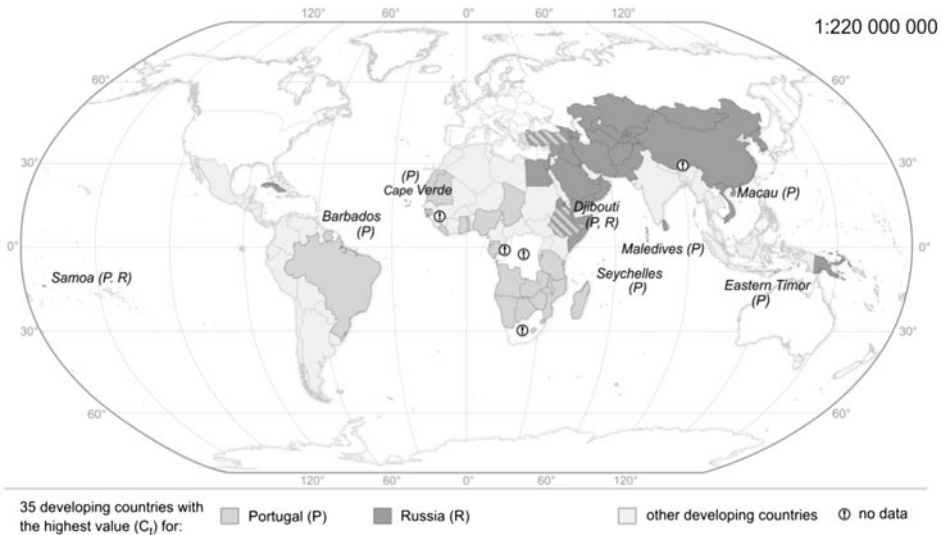 120° 60° 0° 60° 120°
1:220 000 000
60° 60°
30° 30°
(P)
Cape Verde
Macau (P)
Barbados
(P)
Djibouti
(P, R)
0° 0°
Maledives (P)
Samoa (P. R)
Seychelles
(P)
Eastern Timor
(P)
30° 30°
60° 60°
120° 60° 0° 60° 120°
35 developing countries with
the highest value (Ct) for:
Portugal (P)
Russia (R)
other developing countries
no data